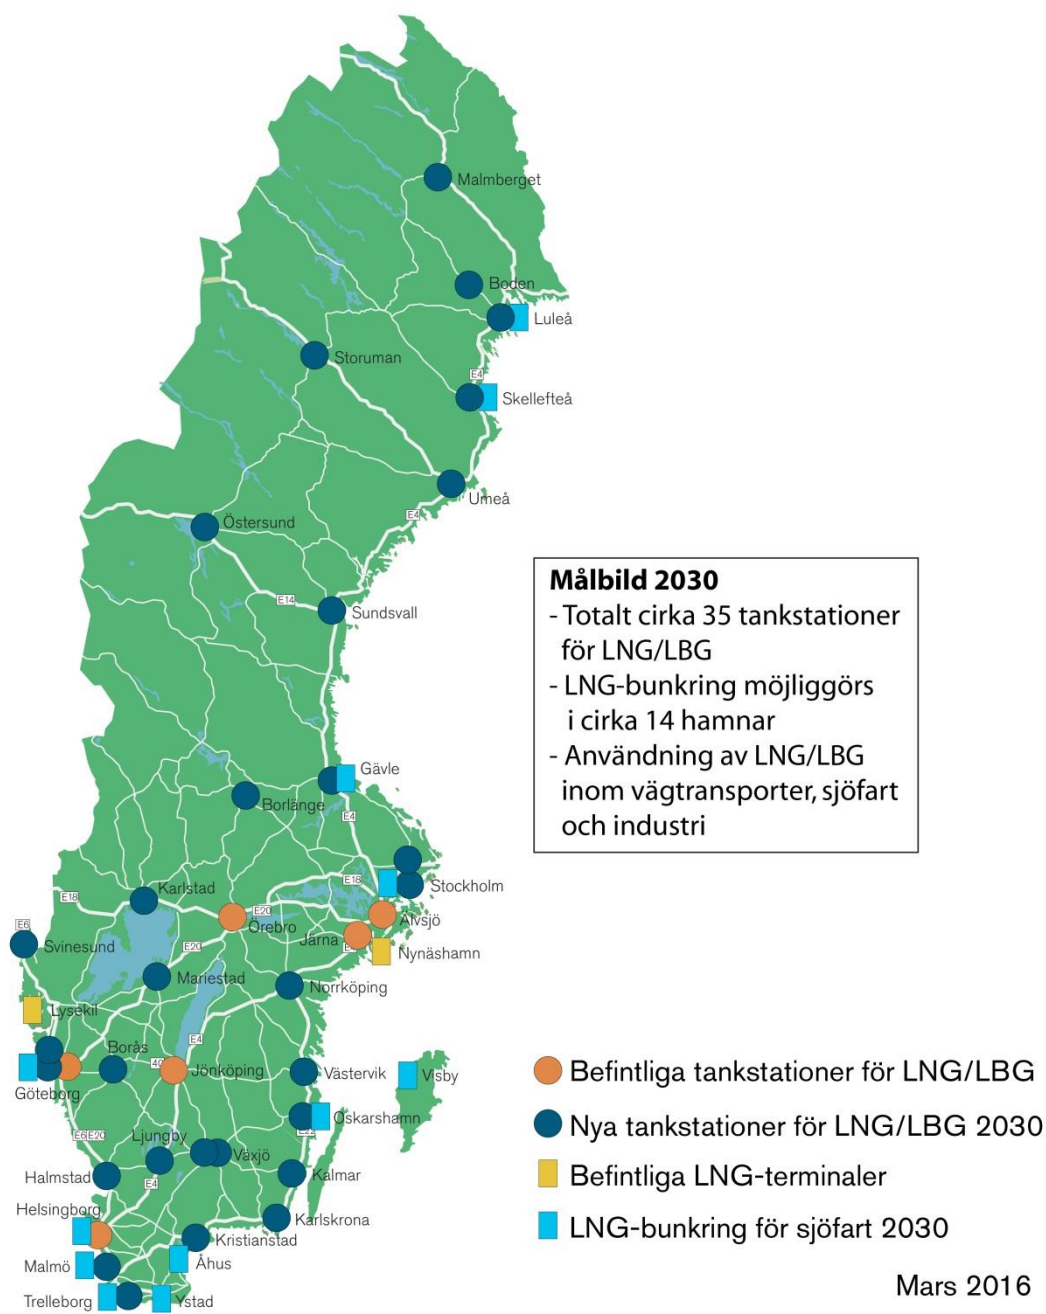 Malmberget
Boden
Luleå
Storuman
E4
Skellefteå
Umeå
E4
Östersund
E14
Sundsvall
Målbild 2030
- Totalt cirka 35 tankstationer
för LNG/LBG
- LNG-bunkring möjliggörs
i cirka 14 hamnar
- Användning av LNG/LBG
inom vägtransporter, sjöfart
och industri
Gävle
Borlänge
E4
E18
Stockholm
Karlstad
E18
E20
Örebro
Älvsjö
E6
Järna
Svinesund
E20
Nynäshamn
Mariestad
Norrköping
Lysekil
E4
Borås
40
Jönköping
Västervik
Visby
Göteborg
Oskarshamn
E22
E6 E20
Ljungby
Växjö
Halmstad
E4
Kalmar
Helsingborg
Karlskrona
Kristianstad
Malmö
Åhus
Trelleborg
Ystad
Befintliga tankstationer för LNG/LBG
Nya tankstationer för LNG/LBG 2030
Befintliga LNG-terminaler
LNG-bunkring för sjöfart 2030
Mars 2016